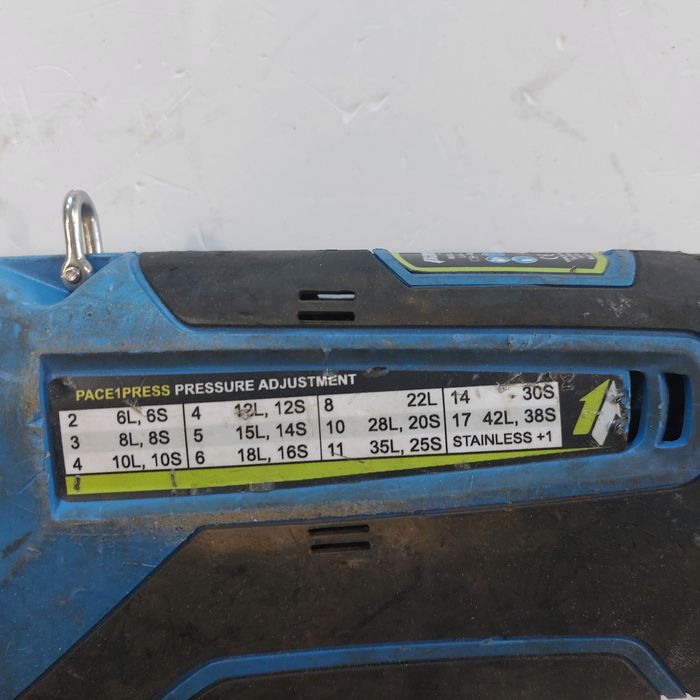 PACE1PRESS PRESSURE ADJUSTMENT
2 6L, 6S 4 12L, 12S 8 22L 14 30S
3 8L, 8S 5 15L, 14S 10 28L, 20S 17 42L, 38S
4 10L, 10S 6 18L, 16S 11 35L, 25S STAINLESS +1